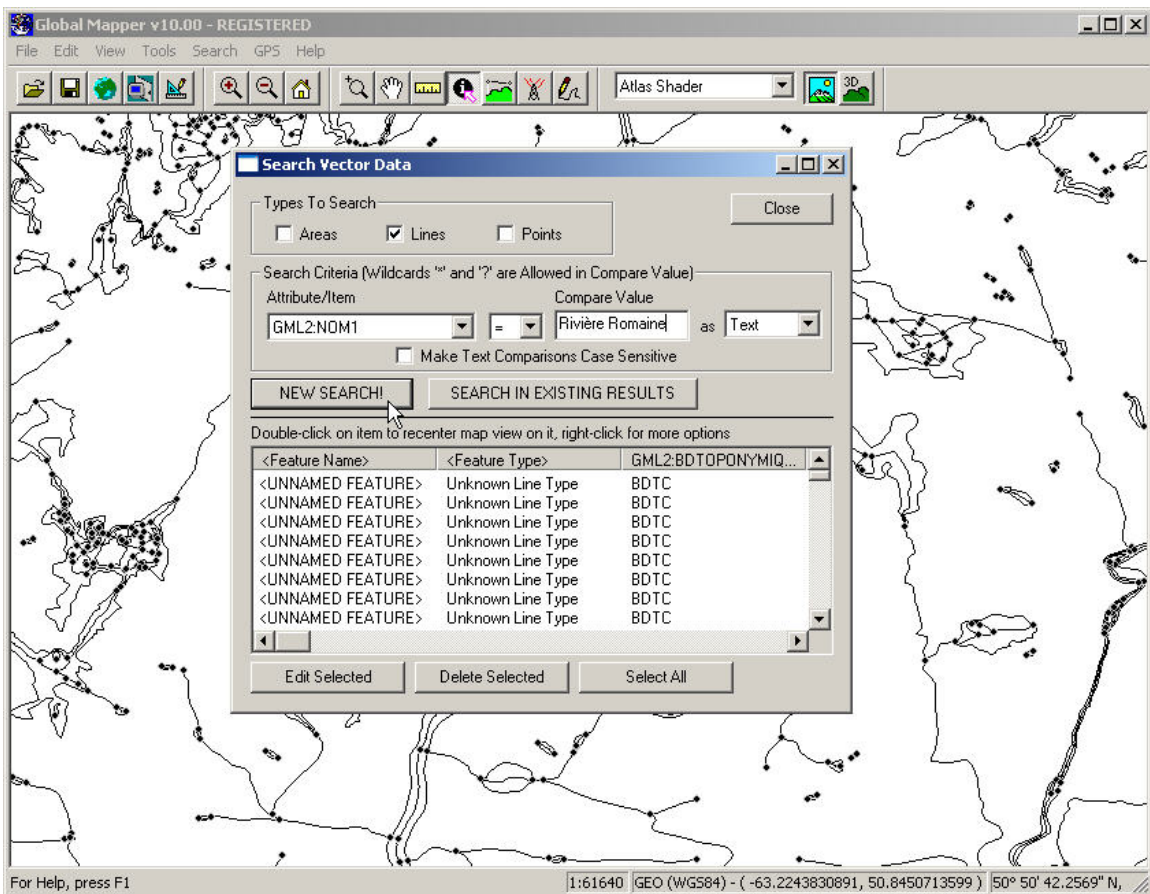 Global Mapper v10.00 - REGISTERED
File Edit View Tools Search GPS Help
Atlas Shader
3D
Search Vector Data
Types To Search
Close
Areas Lines Points
Search Criteria (Wildcards '*' and '?' are Allowed in Compare Value)
Attribute/Item Compare Value
GML2:NOM1 = Rivière Romaine as Text
Make Text Comparisons Case Sensitive
NEW SEARCH! SEARCH IN EXISTING RESULTS
Double-click on item to recenter map view on it, right-click for more options
<Feature Name> <Feature Type> GML2:BDTOPONYMIQ...
<UNNAMED FEATURE> Unknown Line Type BDTC
<UNNAMED FEATURE> Unknown Line Type BDTC
<UNNAMED FEATURE> Unknown Line Type BDTC
<UNNAMED FEATURE> Unknown Line Type BDTC
<UNNAMED FEATURE> Unknown Line Type BDTC
<UNNAMED FEATURE> Unknown Line Type BDTC
<UNNAMED FEATURE> Unknown Line Type BDTC
<UNNAMED FEATURE> Unknown Line Type BDTC
Edit Selected Delete Selected Select All
For Help, press F1 1:61640 GEO (WGS84) - ( -63.2243830891, 50.8450713599 ) 50° 50' 42.2569" N,